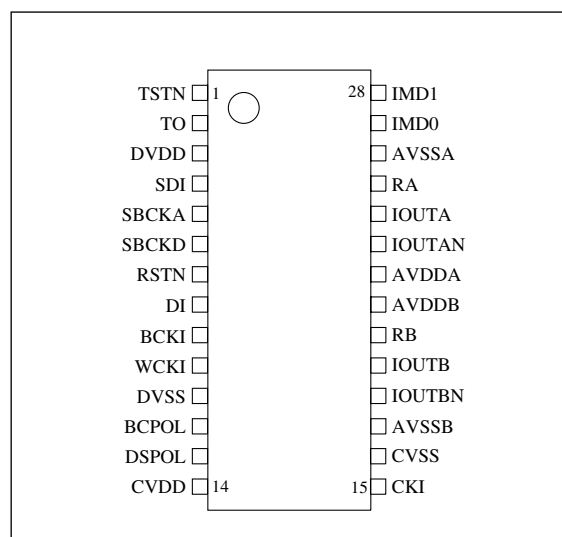 TSTN 1 28 IMD1
TO IMD0
DVDD AVSSA
SDI RA
SBCKA IOUTA
SBCKD IOUTAN
RSTN AVDDA
DI AVDDB
BCKI RB
WCKI IOUTB
DVSS IOUTBN
BCPOL AVSSB
DSPOL CVSS
CVDD 14 15 CKI